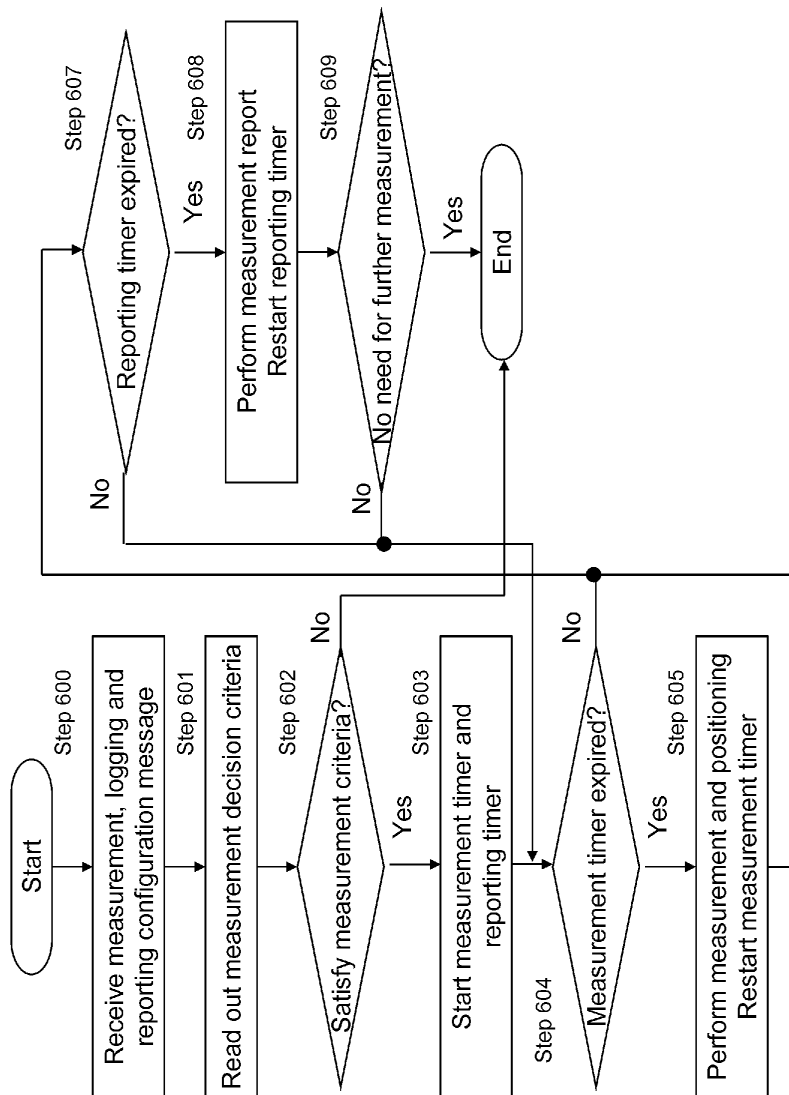 Start
Step 600
Receive measurement, logging and
reporting configuration message
Step 601
Read out measurement decision criteria
Step 602
Satisfy measurement criteria?
No
Yes
Step 603
Start measurement timer and
reporting timer
Step 604
Measurement timer expired?
No
Yes
Step 605
Perform measurement and positioning
Restart measurement timer
Step 607
Reporting timer expired?
No
Yes
Step 608
Perform measurement report
Restart reporting timer
Step 609
No need for further measurement?
No
Yes
End